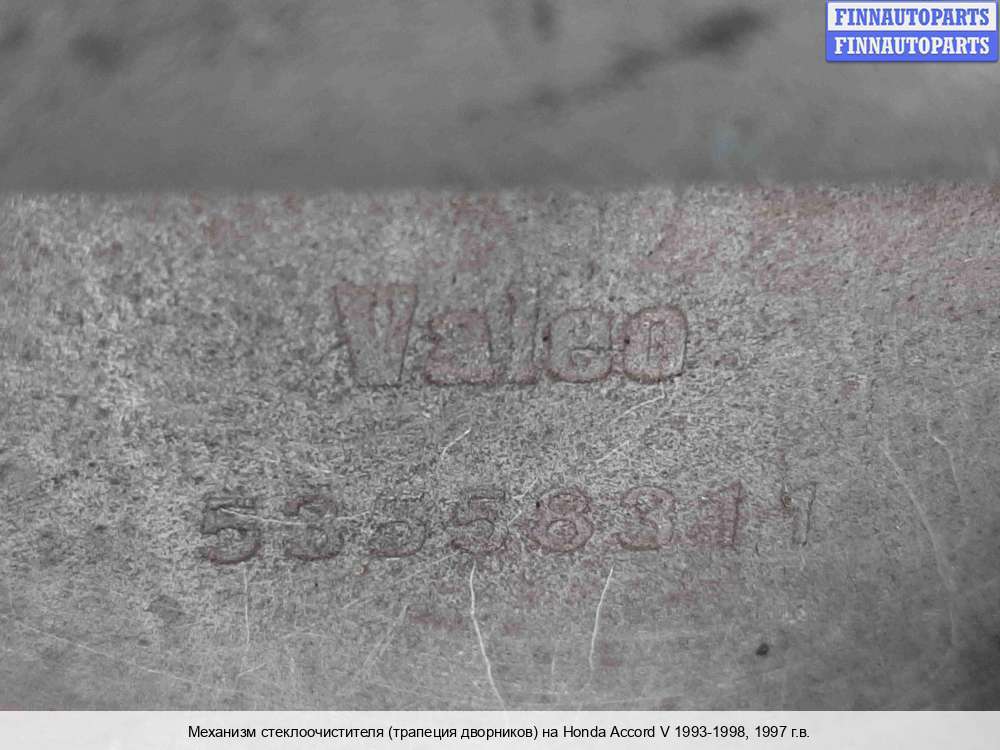 FINNAUTOPARTS
FINNAUTOPARTS
Valeo
53558311
Механизм стеклоочистителя (трапеция дворников) на Honda Accord V 1993-1998, 1997 г.в.